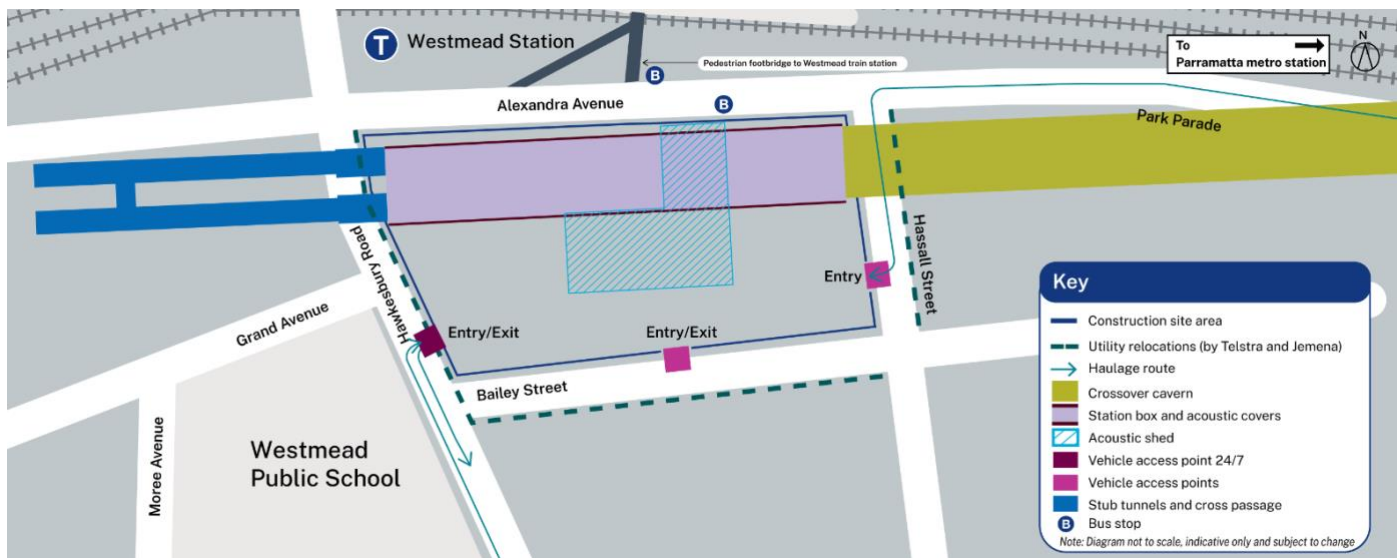 T Westmead Station
N
To
Parramatta metro station
B
Pedestrian footbridge to Westmead train station
Alexandra Avenue
B
Park Parade
Hawkesbury Road
Hassall Street
Entry
Grand Avenue
Entry/Exit
Entry/Exit
Bailey Street
Moree Avenue
Westmead
Public School
Key
Construction site area
Utility relocations (by Telstra and Jemena)
Haulage route
Crossover cavern
Station box and acoustic covers
Acoustic shed
Vehicle access point 24/7
Vehicle access points
Stub tunnels and cross passage
B Bus stop
Note: Diagram not to scale, indicative only and subject to change